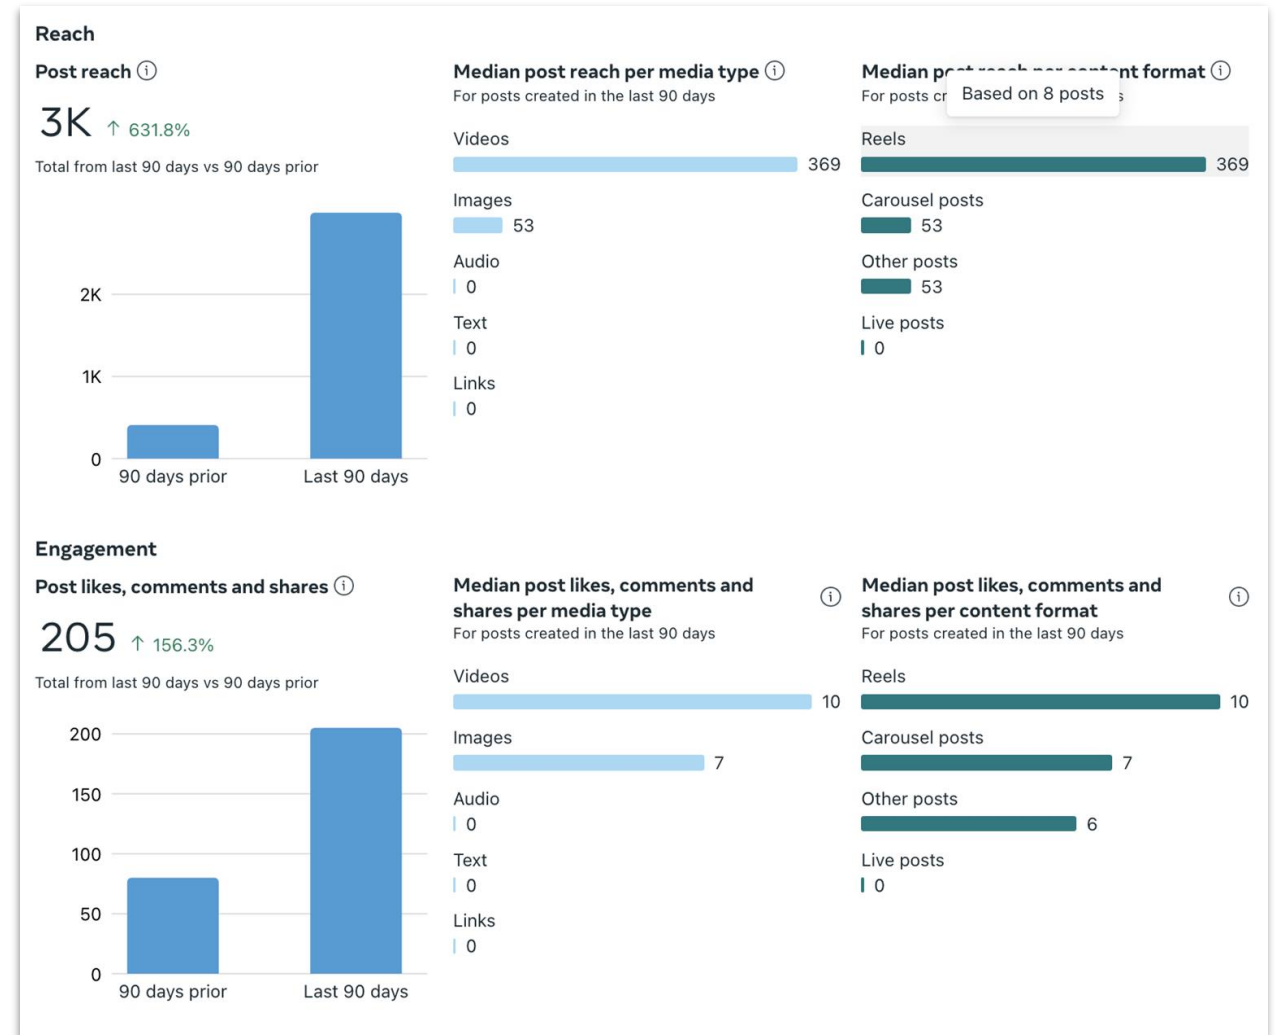 Reach
Post reach
3K ↑ 631.8%
Total from last 90 days vs 90 days prior
2K
1K
0
90 days prior
Last 90 days
Median post reach per media type
For posts created in the last 90 days
Videos
369
Images
53
Audio
0
Text
0
Links
0
Median post reach per content format
For posts cr
s
Based on 8 posts
Reels
369
Carousel posts
53
Other posts
53
Live posts
0
Engagement
Post likes, comments and shares
205 ↑ 156.3%
Total from last 90 days vs 90 days prior
200
150
100
50
0
90 days prior
Last 90 days
Median post likes, comments and
shares per media type
For posts created in the last 90 days
Videos
10
Images
7
Audio
0
Text
0
Links
0
Median post likes, comments and
shares per content format
For posts created in the last 90 days
Reels
10
Carousel posts
7
Other posts
6
Live posts
0